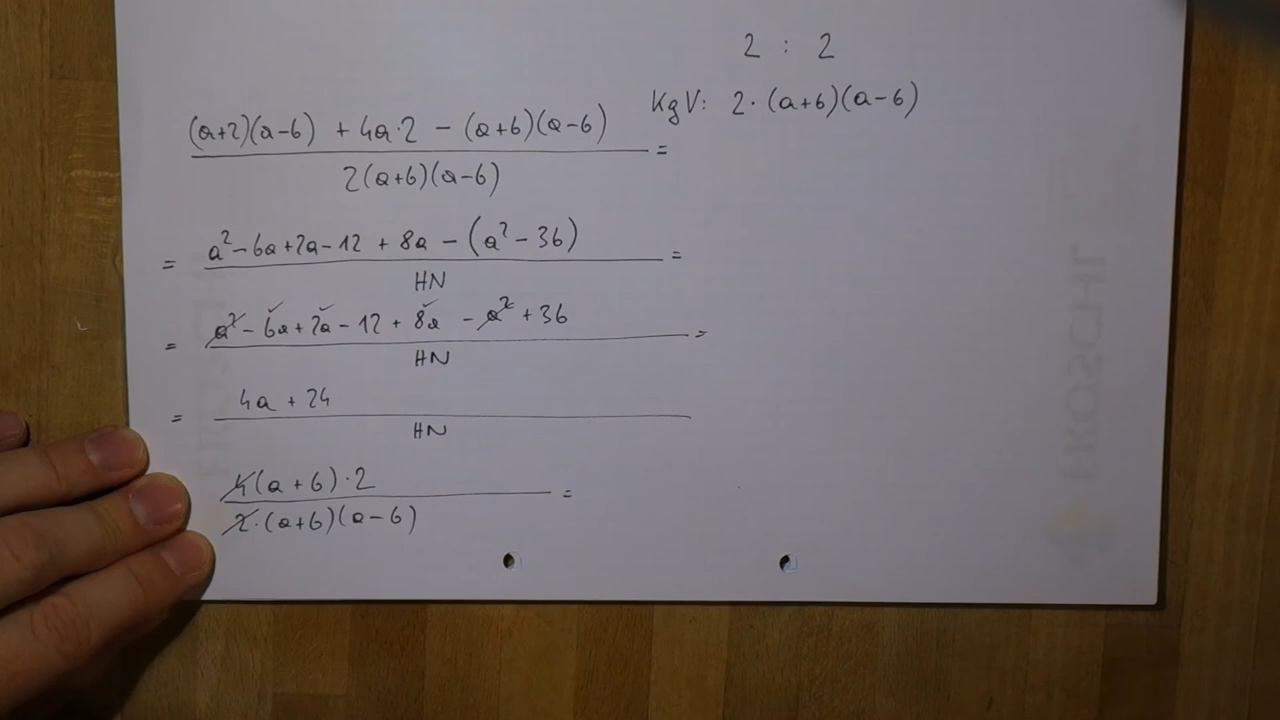 2 : 2
KgV: 2·(a+6)(a-6)
(a+2)(a-6) + 4a·2 - (a+6)(a-6) =
2(a+6)(a-6)
= a² - 6a + 2a - 12 + 8a - (a² - 36) =
HN
= a² - 6a + 2a - 12 + 8a - a² + 36 =
HN
= 4a + 24
HN
4(a+6)·2 =
2·(a+6)(a-6)